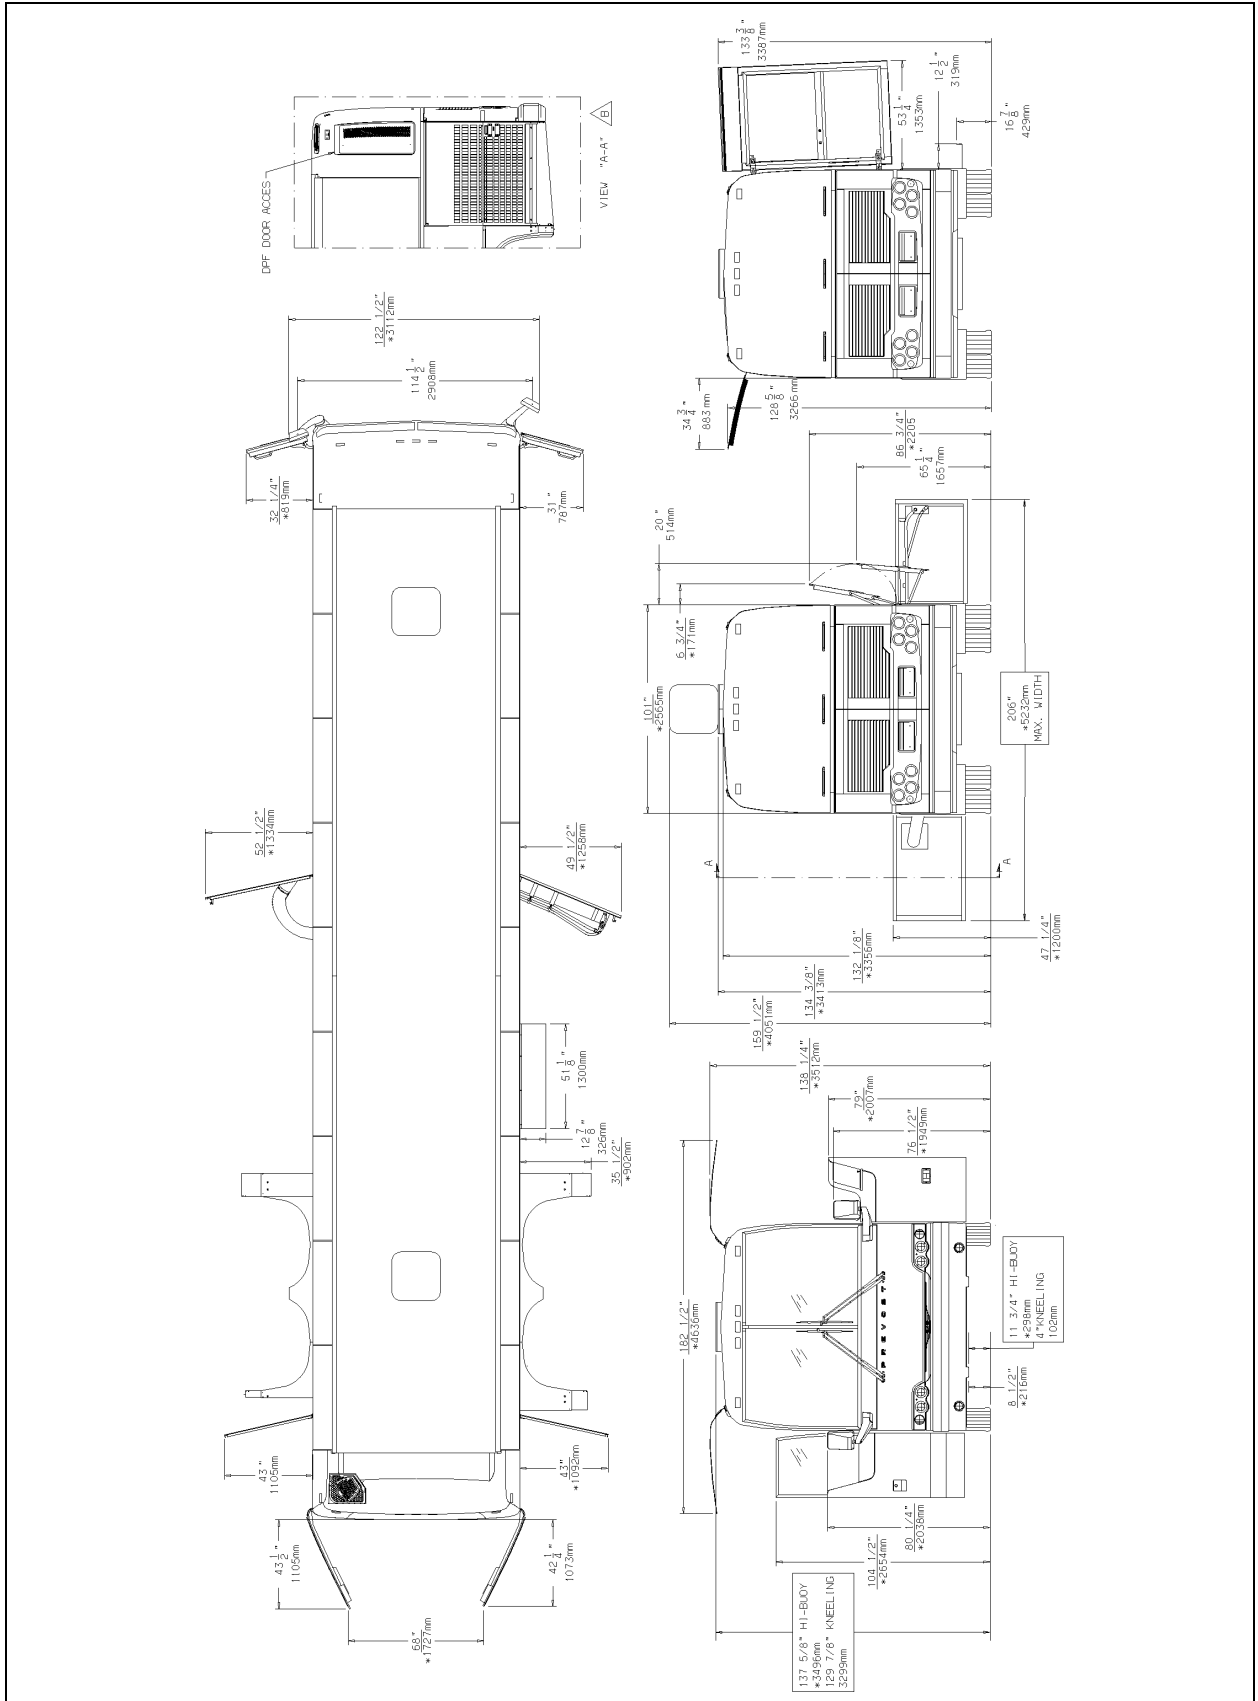 DPF DOOR ACCES
VIEW "A-A"
B
122 1/2"
*3112mm
114 1/2"
2908mm
32 1/4"
*819mm
31"
787mm
52 1/2"
*1334mm
49 1/2"
*1258mm
51 1/8"
1300mm
12 7/8
326mm
35 1/2"
*902mm
43"
1105mm
43"
*1092mm
43 1/2"
1105mm
42 1/4"
1073mm
68"
*1727mm
133 3/8"
3387mm
53 1/4"
1353mm
12 1/2"
319mm
16 7/8"
429mm
34 3/4"
883 mm
128 5/8"
3266 mm
86 3/4"
*2205
65 1/4"
1657mm
20"
514mm
6 3/4"
*171mm
101"
*2565mm
206"
*5232mm
MAX. WIDTH
A
A
47 1/4"
*1200mm
132 1/8"
*3356mm
134 3/8"
*3413mm
159 1/2"
*4051mm
138 1/4"
*3512mm
79"
*2007mm
76 1/2"
*1949mm
182 1/2"
*4636mm
PREVOST
11 3/4" HI-BUOY
*298mm
4"KNEELING
102mm
8 1/2"
*216mm
80 1/4"
*2038mm
104 1/2"
*2654mm
137 5/8" HI-BUOY
*3496mm
129 7/8" KNEELING
3299mm